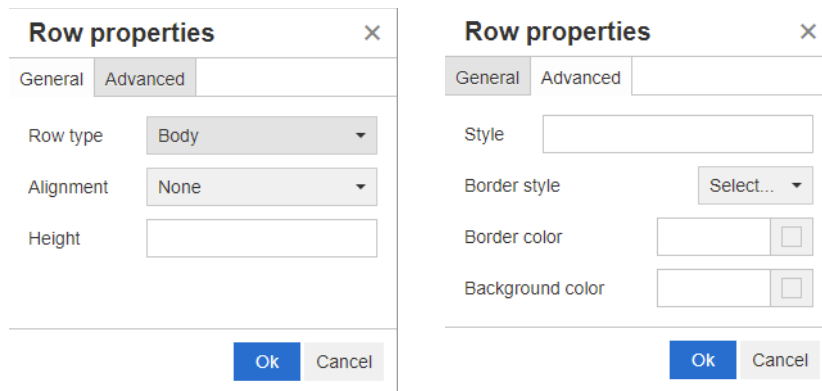 Row properties ×
General Advanced
Row type Body
Alignment None
Height
Ok Cancel
Row properties ×
General Advanced
Style
Border style Select...
Border color
Background color
Ok Cancel